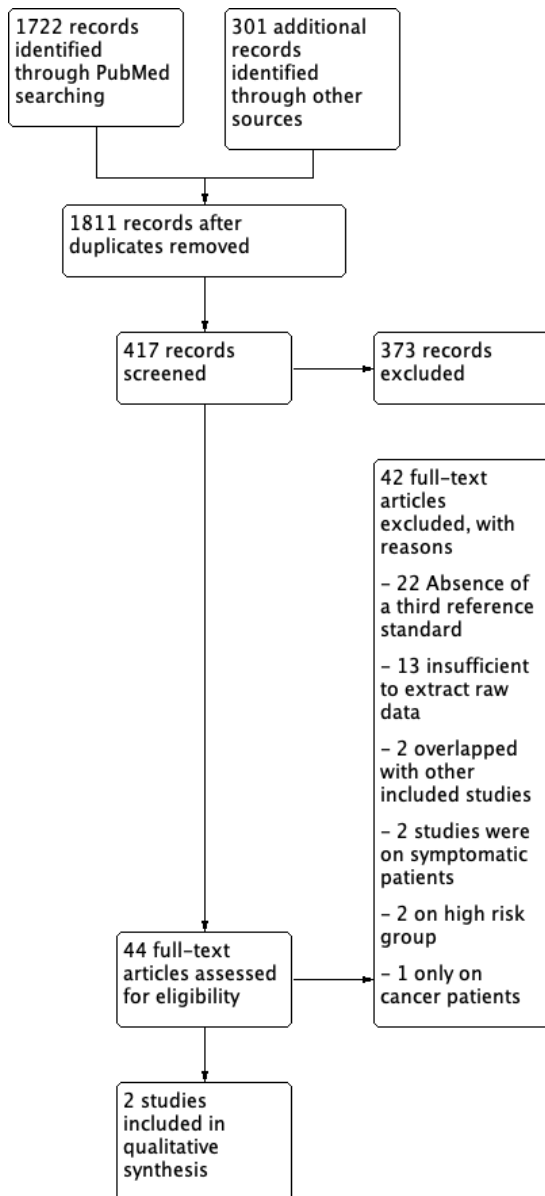 1722 records
identified
through PubMed
searching
301 additional
records
identified
through other
sources
1811 records after
duplicates removed
417 records
screened
373 records
excluded
42 full-text
articles
excluded, with
reasons
- 22 Absence of
a third reference
standard
- 13 insufficient
to extract raw
data
- 2 overlapped
with other
included studies
- 2 studies were
on symptomatic
patients
- 2 on high risk
group
- 1 only on
cancer patients
44 full-text
articles assessed
for eligibility
2 studies
included in
qualitative
synthesis